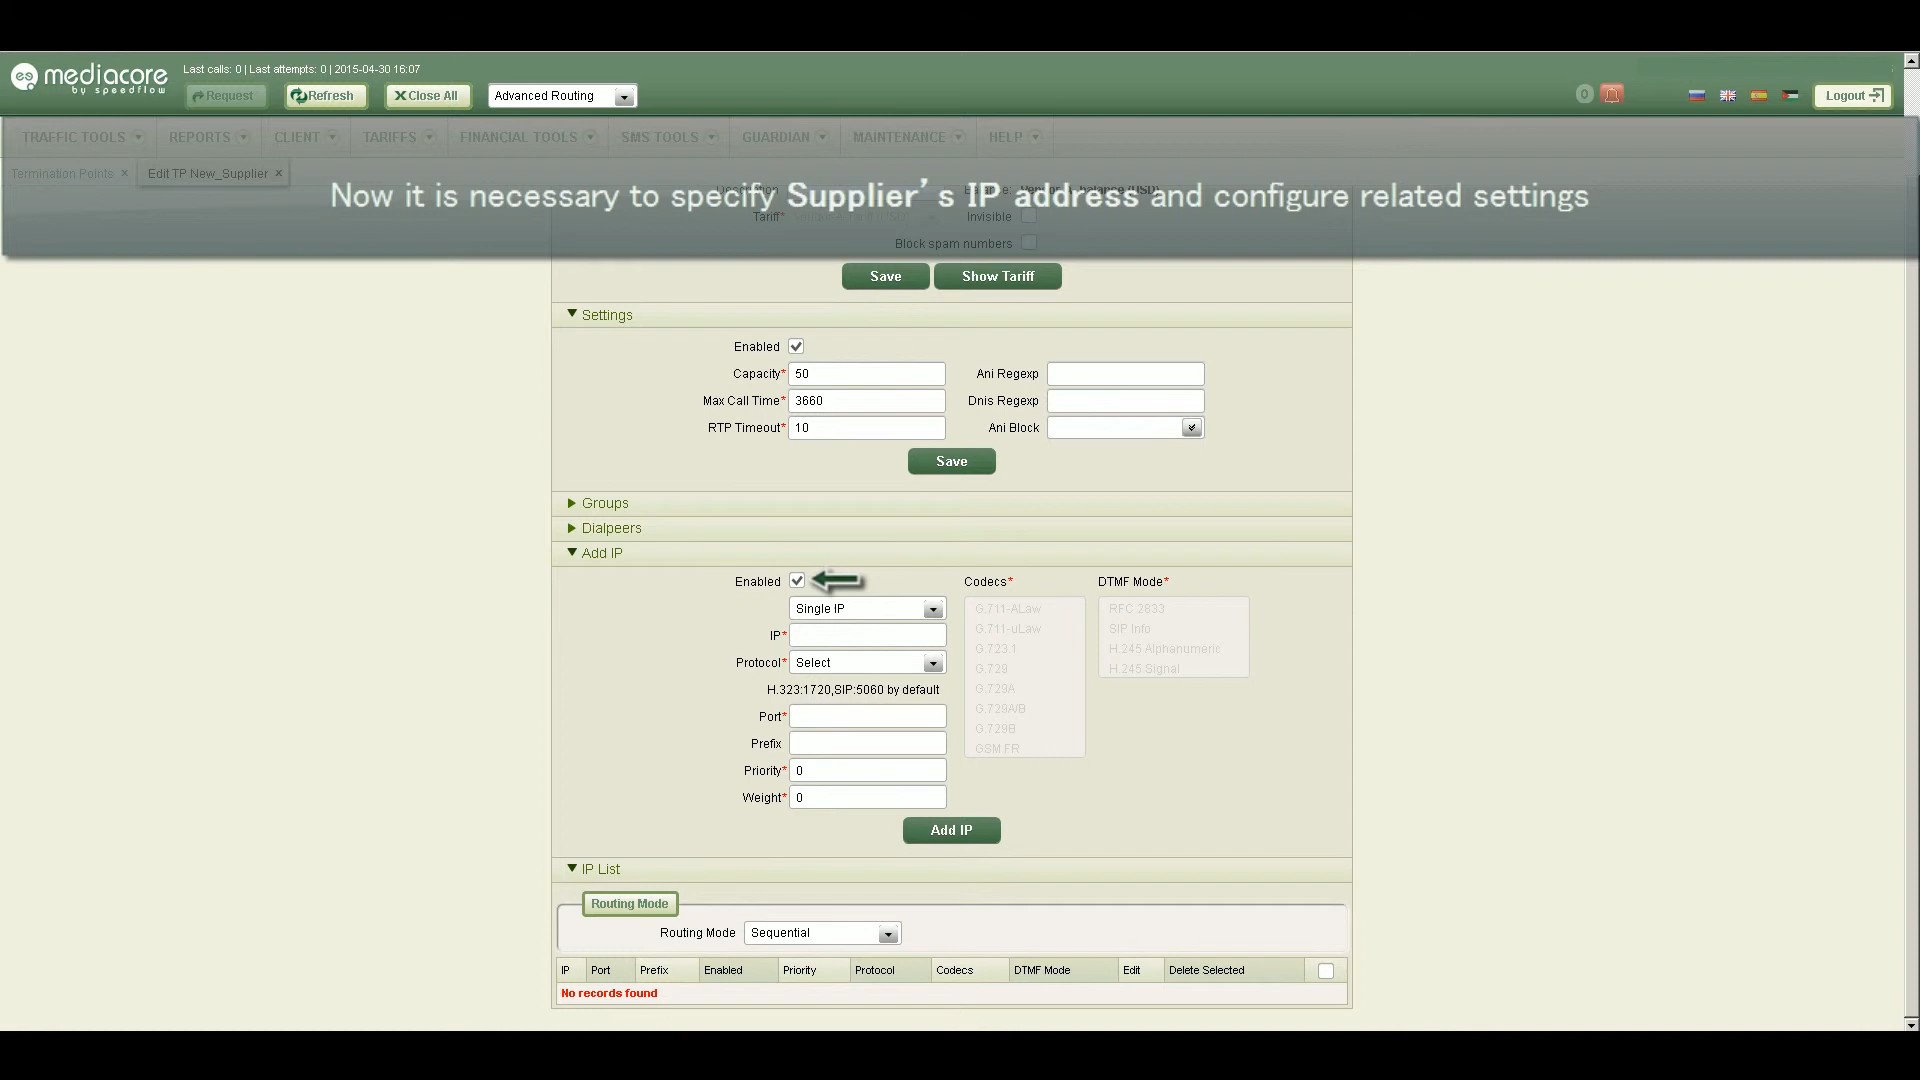 mediacore
by speedflow
Last calls: 0 | Last attempts: 0 | 2015-04-30 16:07
Request Refresh Close All Advanced Routing
0 Logout
TRAFFIC TOOLS REPORTS CLIENT TARIFFS FINANCIAL TOOLS SMS TOOLS GUARDIAN MAINTENANCE HELP
Termination Points × Edit TP New_Supplier ×
Now it is necessary to specify Supplier's IP address and configure related settings
Description
Tariff* Invisible
Block spam numbers
Save Show Tariff
Settings
Enabled
Capacity* 50 Ani Regexp
Max Call Time* 3660 Dnis Regexp
RTP Timeout* 10 Ani Block
Save
Groups
Dialpeers
Add IP
Enabled Codecs* DTMF Mode*
Single IP G.711-ALaw RFC 2833
G.711-uLaw SIP Info
IP* G.723.1 H.245 Alphanumeric
Protocol* Select G.729 H.245 Signal
H.323:1720,SIP:5060 by default G.729A
Port* G.729A/B
G.729B
Prefix GSM FR
Priority* 0
Weight* 0
Add IP
IP List
Routing Mode
Routing Mode Sequential
IP Port Prefix Enabled Priority Protocol Codecs DTMF Mode Edit Delete Selected
No records found